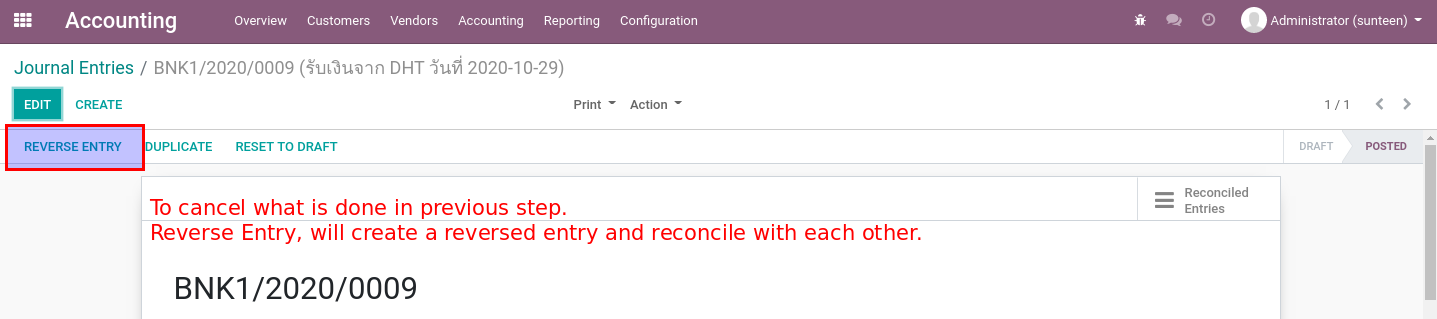 Accounting Overview Customers Vendors Accounting Reporting Configuration Administrator (sunteen)
Journal Entries / BNK1/2020/0009 (รับเงินจาก DHT วันที่ 2020-10-29)
EDIT CREATE Print Action 1 / 1
REVERSE ENTRY DUPLICATE RESET TO DRAFT DRAFT POSTED
Reconciled
Entries
To cancel what is done in previous step.
Reverse Entry, will create a reversed entry and reconcile with each other.
BNK1/2020/0009